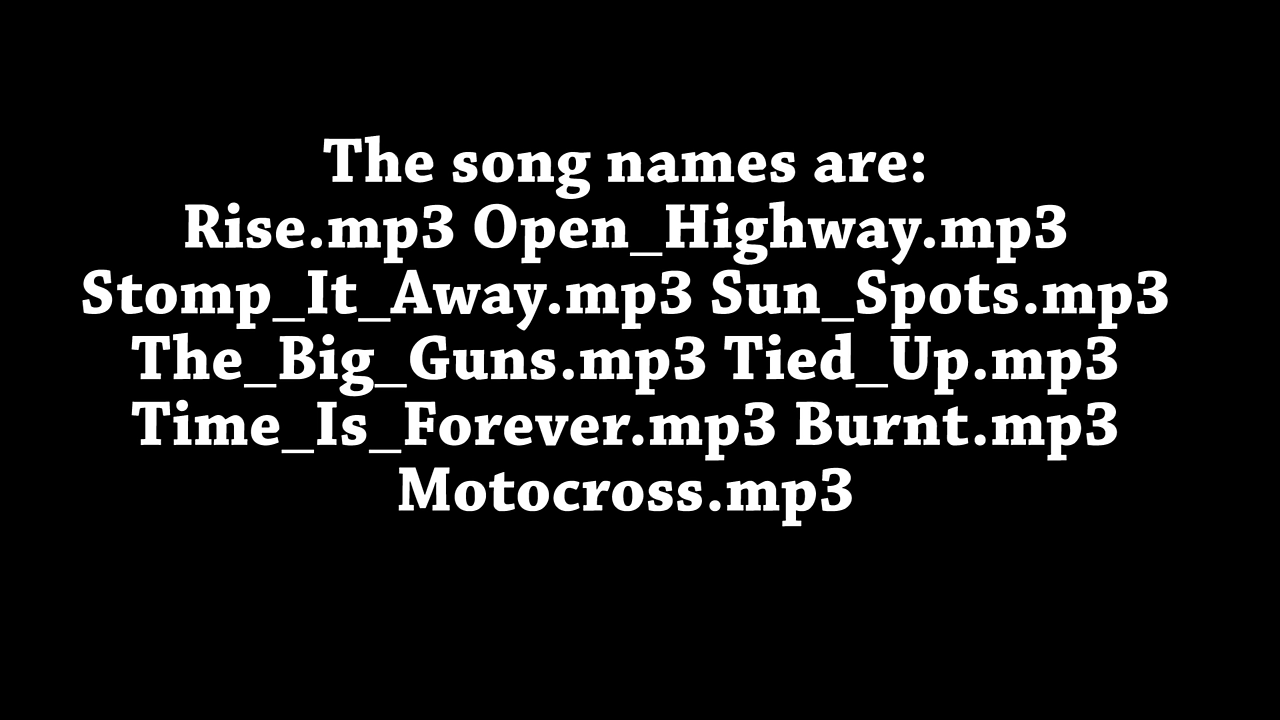 The song names are:
Rise.mp3 Open_Highway.mp3
Stomp_It_Away.mp3 Sun_Spots.mp3
The_Big_Guns.mp3 Tied_Up.mp3
Time_Is_Forever.mp3 Burnt.mp3
Motocross.mp3